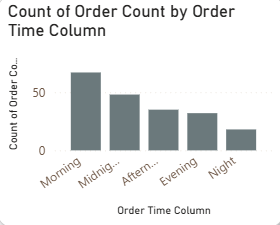 Count of Order Count by Order
Time Column
Count of Order Co…
50
0
Morning
Midnig…
Aftern…
Evening
Night
Order Time Column